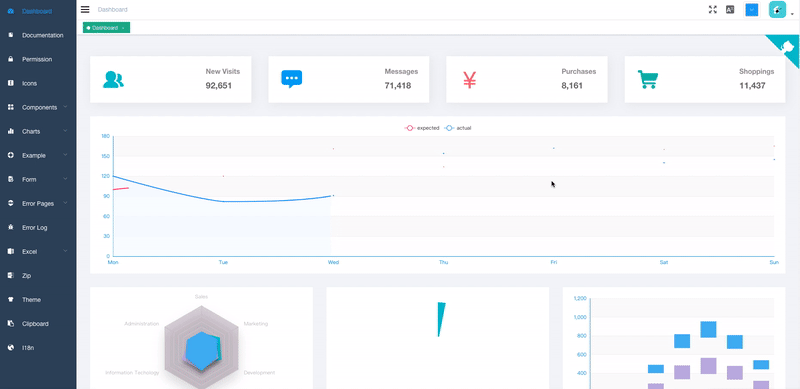 Dashboard
Documentation
Permission
Icons
Components
Charts
Example
Form
Error Pages
Error Log
Excel
Zip
Theme
Clipboard
I18n
Dashboard
Dashboard ×
New Visits
92,651
Messages
71,418
Purchases
8,161
Shoppings
11,437
expected actual
180
150
120
90
60
30
0
Mon Tue Wed Thu Fri Sat Sun
Sales
Administration Marketing
Information Techology Development
1,200
1,000
800
600
400